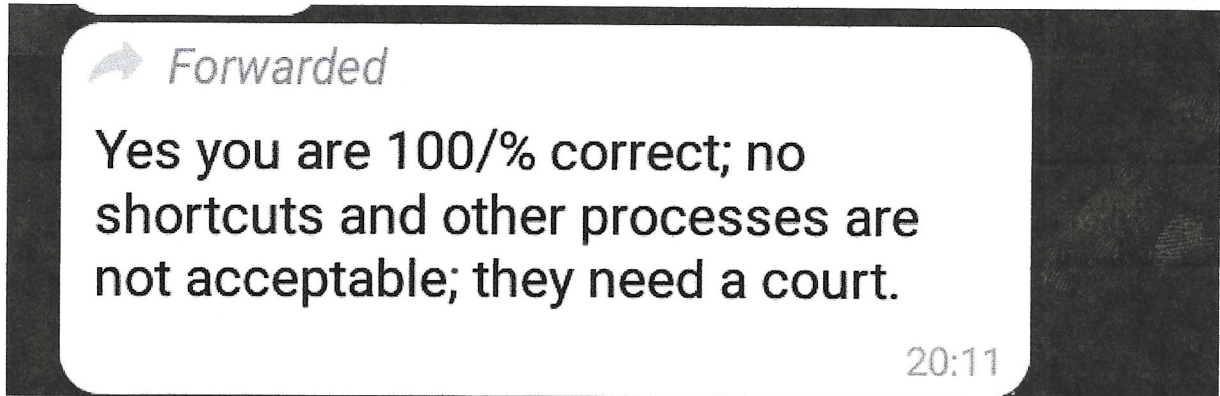 Forwarded
Yes you are 100/% correct; no
shortcuts and other processes are
not acceptable; they need a court.
20:11